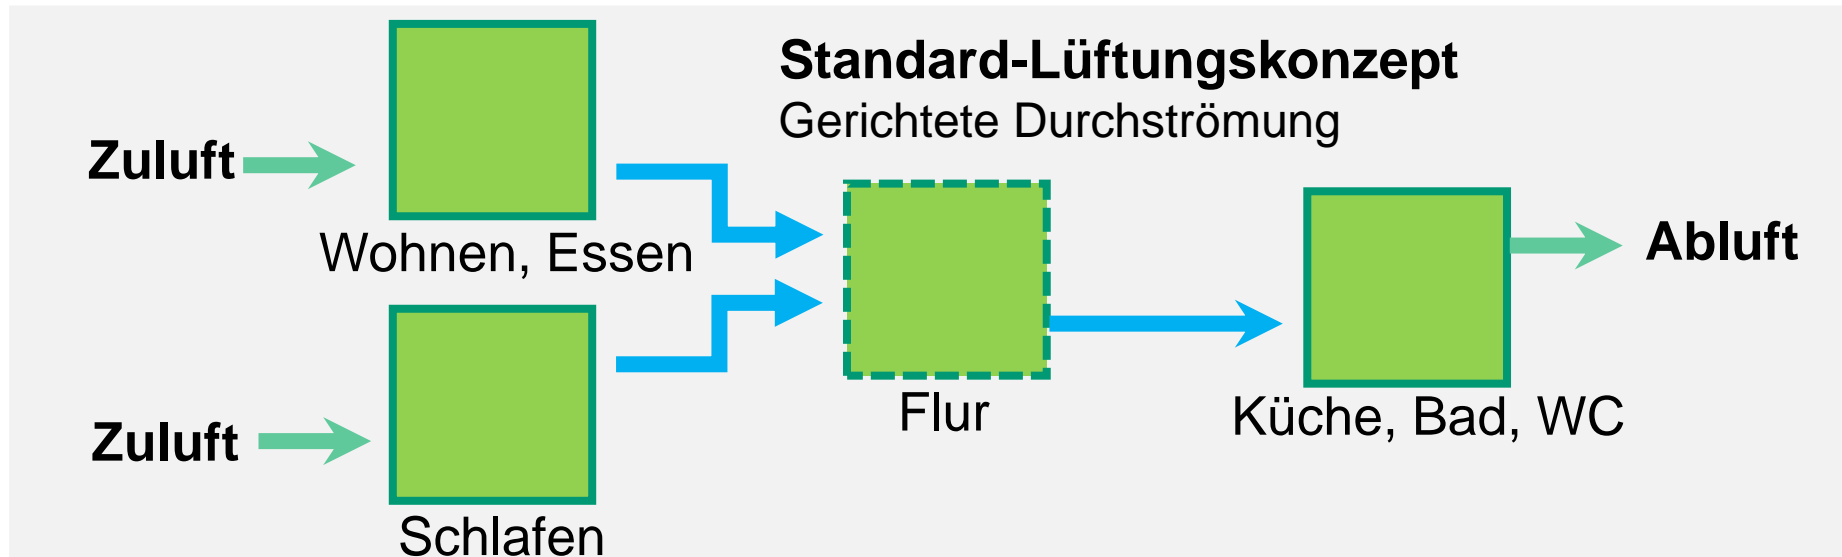 Standard-Lüftungskonzept
Gerichtete Durchströmung
Zuluft
Wohnen, Essen
Abluft
Flur
Küche, Bad, WC
Zuluft
Schlafen